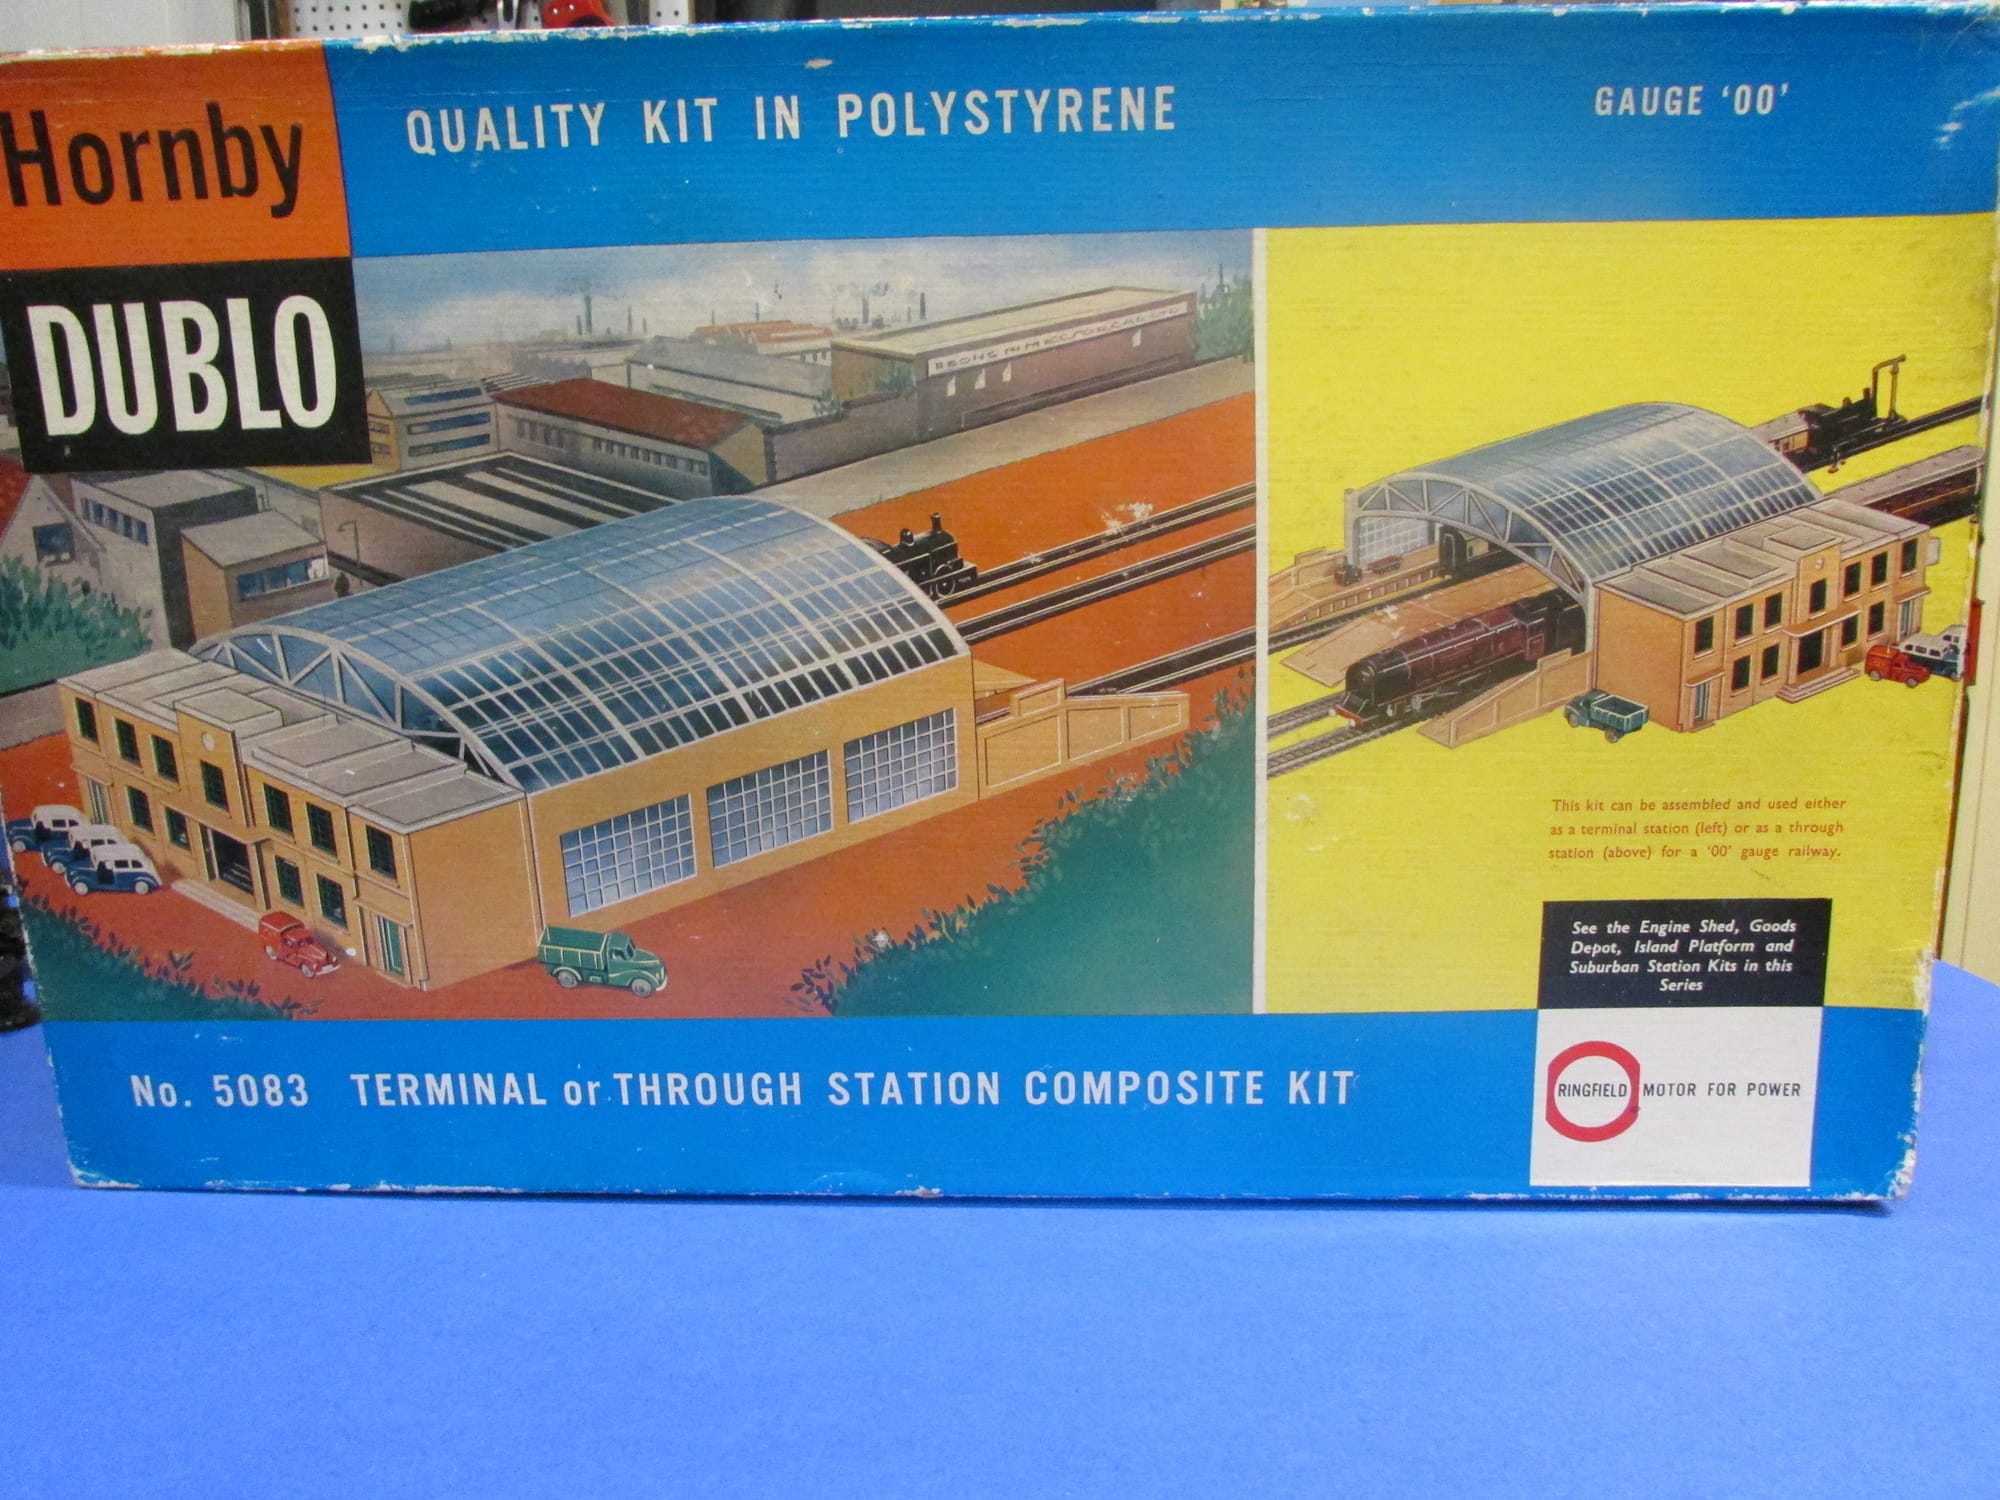 Hornby
DUBLO
QUALITY KIT IN POLYSTYRENE
GAUGE ‘OO’
This kit can be assembled and used either
as a terminal station (left) or as a through
station (above) for a ‘00’ gauge railway.
See the Engine Shed, Goods
Depot, Island Platform and
Suburban Station Kits in this
Series
No. 5083 TERMINAL or THROUGH STATION COMPOSITE KIT
RINGFIELD MOTOR FOR POWER